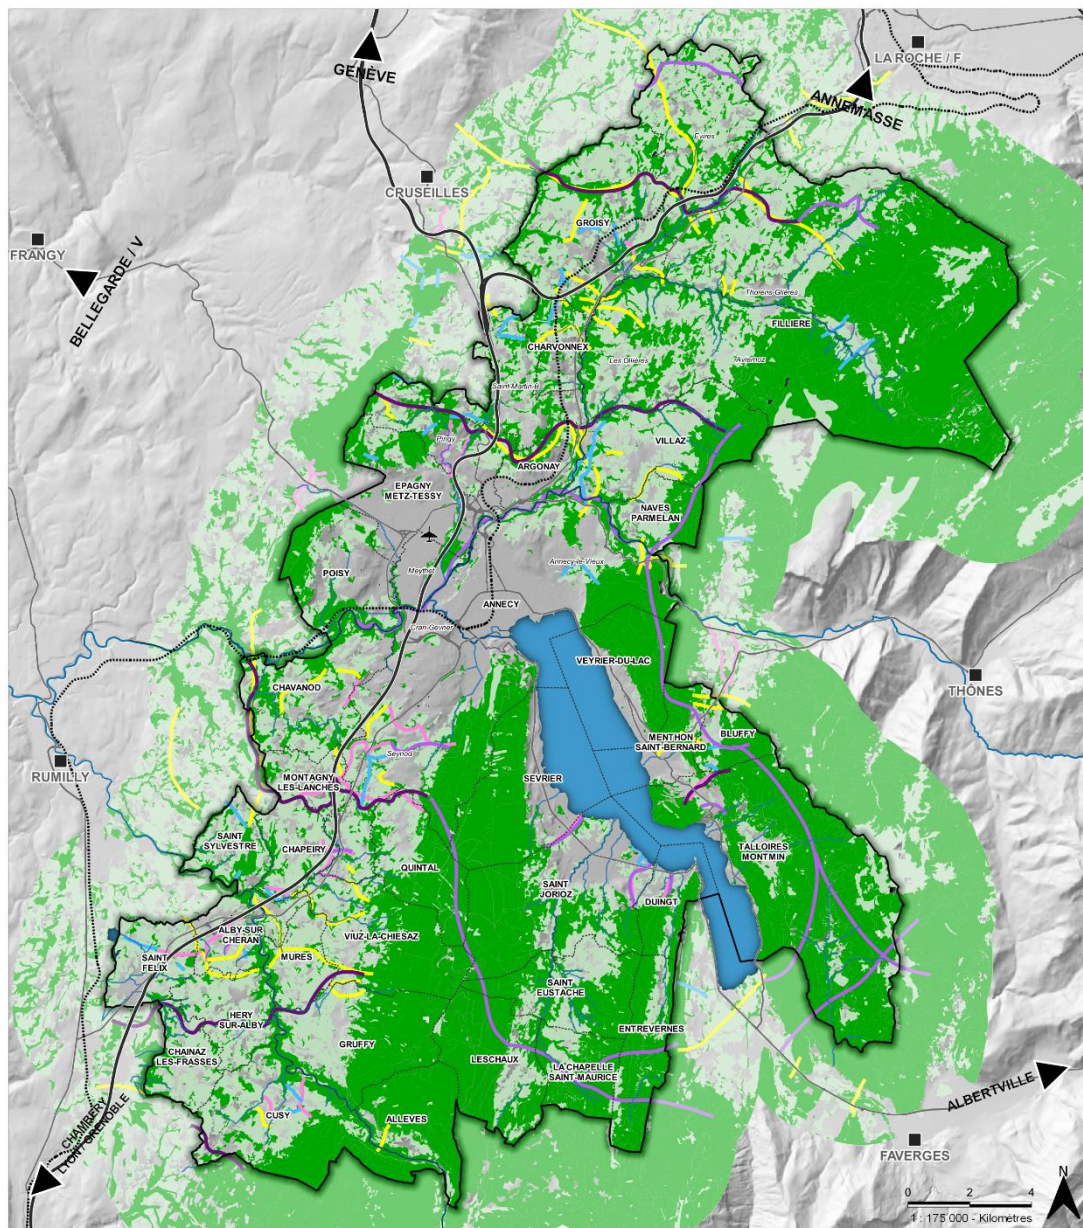 LA ROCHE / F
GENÈVE
ANNEMASSE
Evires
CRUSEILLES
GROISY
FRANGY
BELLEGARDE / V
Thorens-Glières
FILLIERE
CHARVONNEX
Les Ollières
Aviernoz
Saint-Martin-B
Pringy
VILLAZ
ARGONAY
EPAGNY
METZ-TESSY
NAVES
PARMELAN
Annecy-le-Vieux
POISY
Meythet
ANNECY
Cran-Gevrier
VEYRIER-DU-LAC
THÔNES
CHAVANOD
BLUFFY
MENTHON
SAINT-BERNARD
Seynod
RUMILLY
SEVRIER
MONTAGNY
LES-LANCHES
SAINT
SYLVESTRE
CHAPEIRY
TALLOIRES
MONTMIN
QUINTAL
SAINT
JORIOZ
DUINGT
ALBY-SUR
CHERAN
VIUZ-LA-CHIESAZ
SAINT
FELIX
MURES
SAINT
EUSTACHE
HERY
SUR-ALBY
ENTREVERNES
GRUFFY
CHAINAZ
LES-FRASSES
LESCHAUX
LA CHAPELLE
SAINT-MAURICE
ALBERTVILLE
CHAMBÉRY
LYON / GRENOBLE
CUSY
ALLEVES
FAVERGES
N
0 2 4
1 : 175 000 - Kilomètres